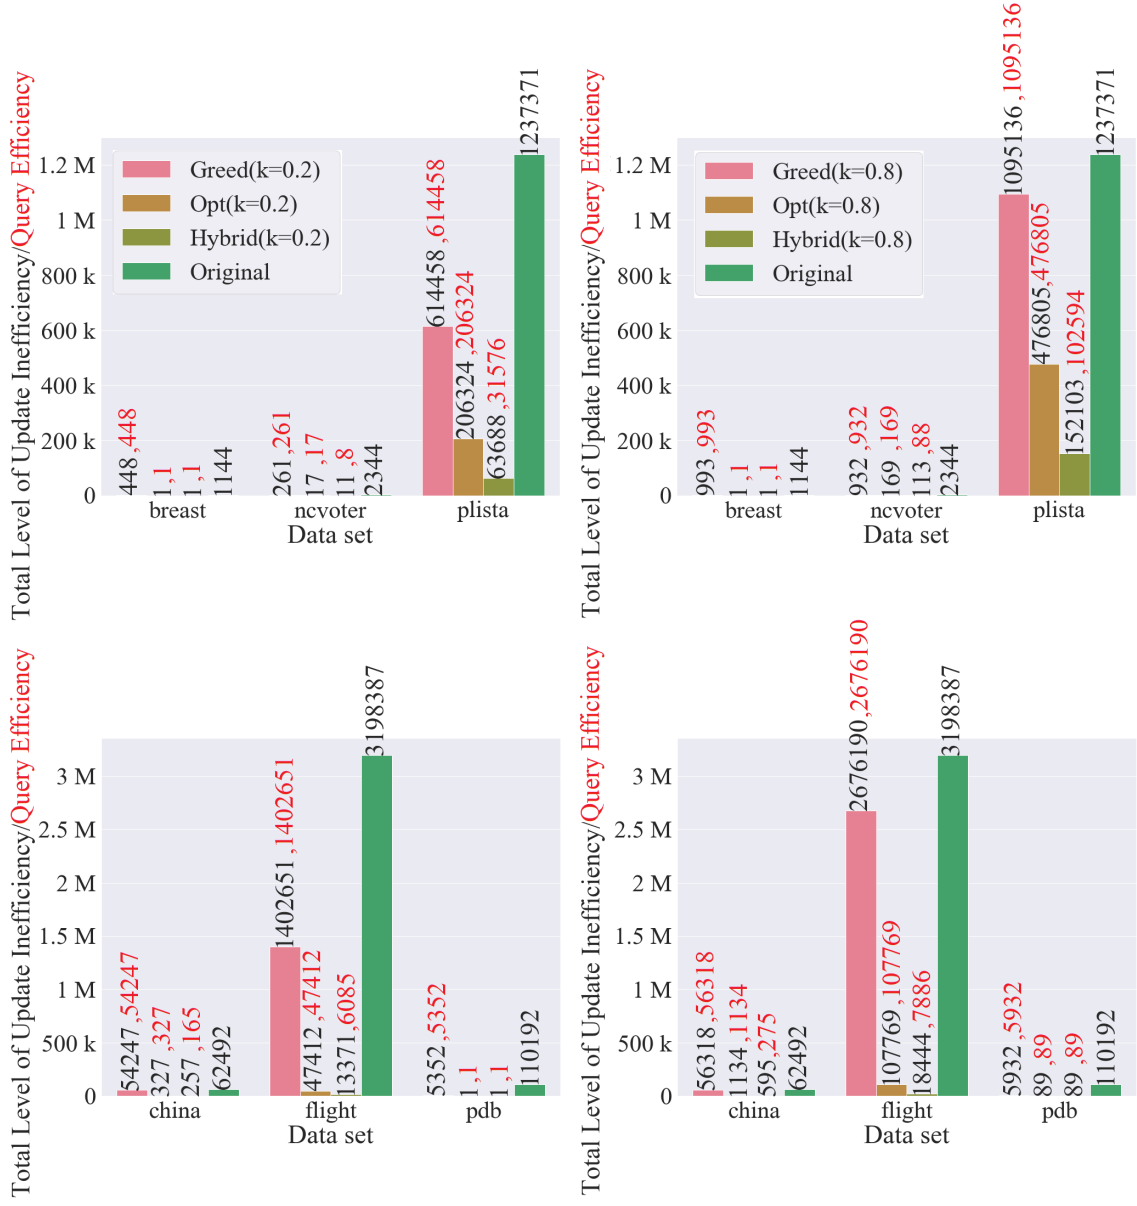 Total Level of Update Inefficiency/Query Efficiency
1.2 M
1 M
800 k
600 k
400 k
200 k
0
Greed(k=0.2)
Opt(k=0.2)
Hybrid(k=0.2)
Original
448 ,448
1,1
1 ,1
1144
261 ,261
17 ,17
11 ,8
2344
614458 ,614458
206324 ,206324
63688 ,31576
1237371
breast
ncvoter
plista
Data set
Total Level of Update Inefficiency/Query Efficiency
1.2 M
1 M
800 k
600 k
400 k
200 k
0
Greed(k=0.8)
Opt(k=0.8)
Hybrid(k=0.8)
Original
993 ,993
1 ,1
1 ,1
1144
932 ,932
169 ,169
113 ,88
2344
1095136 ,1095136
476805,476805
152103 ,102594
1237371
breast
ncvoter
plista
Data set
Total Level of Update Inefficiency/Query Efficiency
3 M
2.5 M
2 M
1.5 M
1 M
500 k
0
54247,54247
327 ,327
257 ,165
62492
1402651 ,1402651
47412 ,47412
13371 ,6085
3198387
5352 ,5352
1,1
1 ,1
110192
china
flight
pdb
Data set
Total Level of Update Inefficiency/Query Efficiency
3 M
2.5 M
2 M
1.5 M
1 M
500 k
0
56318 ,56318
1134 ,1134
595,275
62492
2676190 ,2676190
107769 ,107769
18444 ,7886
3198387
5932 ,5932
89 ,89
89 ,89
110192
china
flight
pdb
Data set